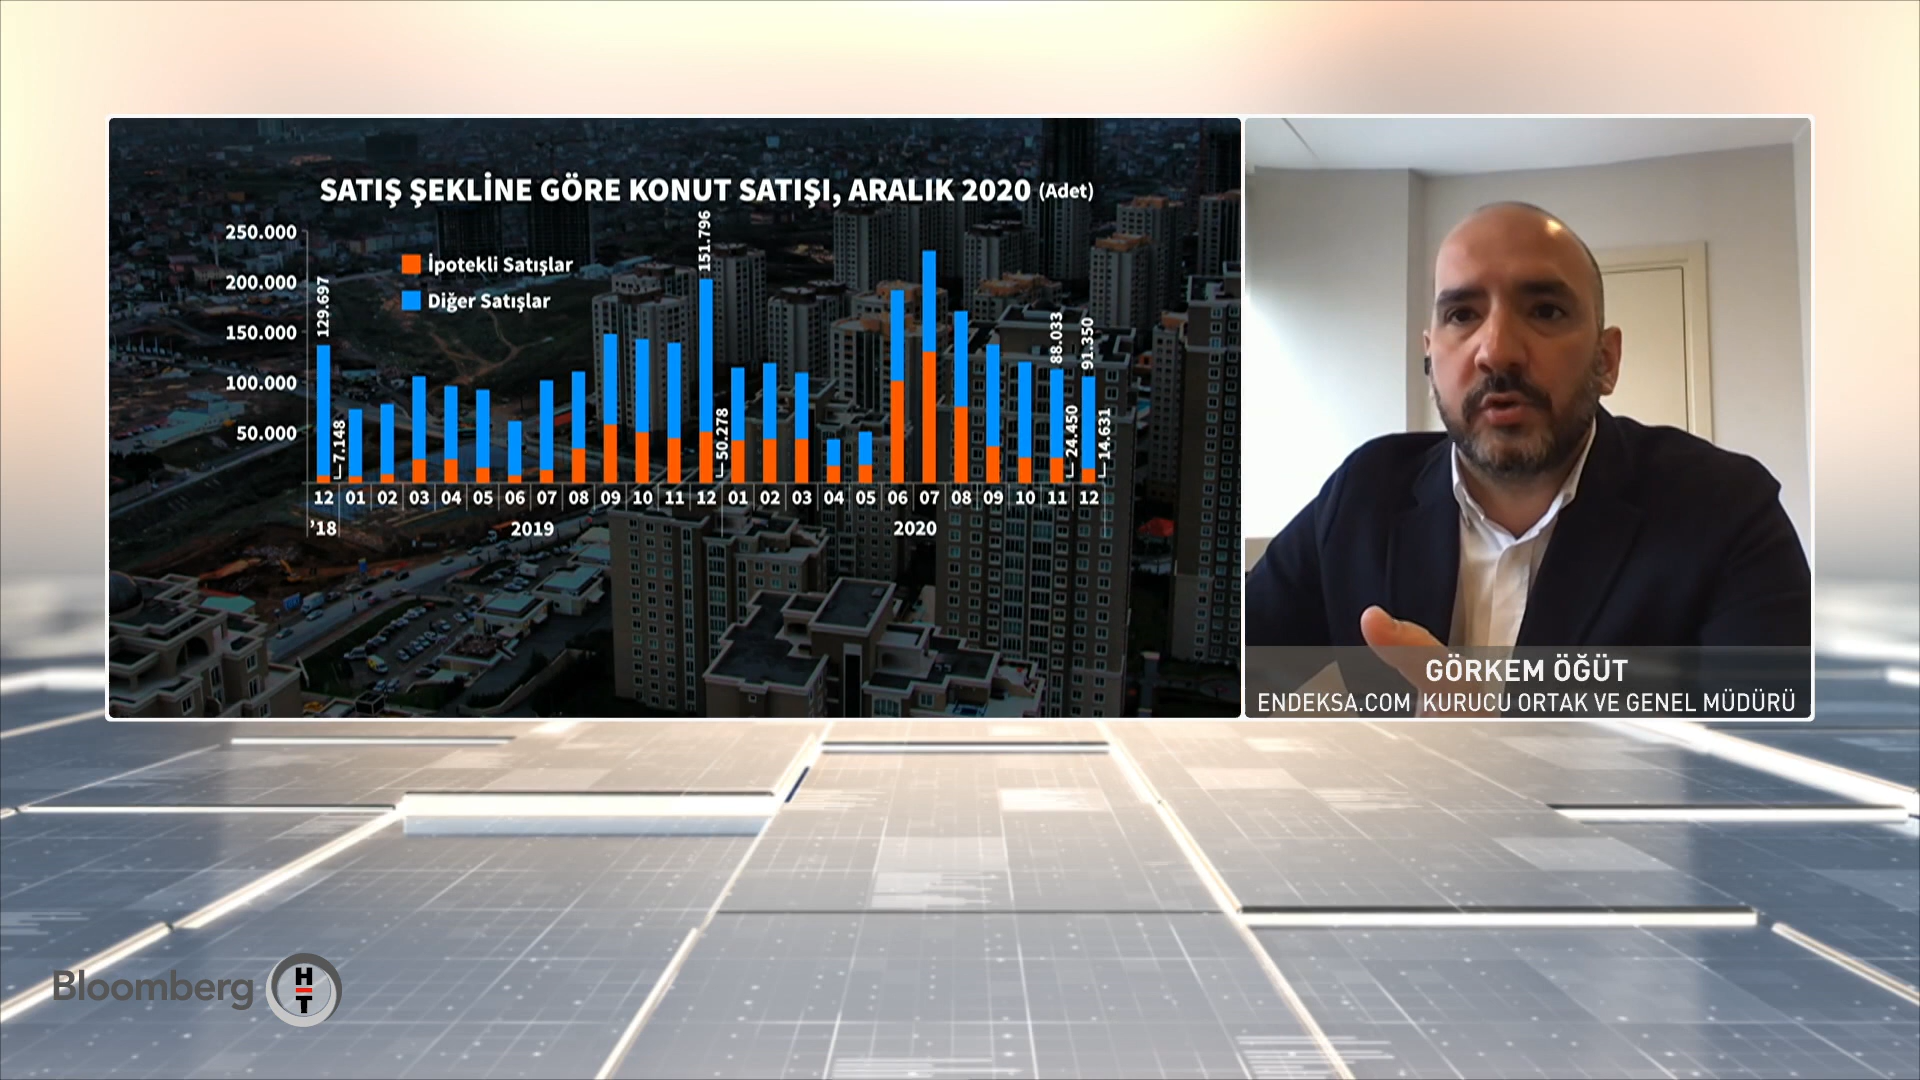 SATIŞ ŞEKLİNE GÖRE KONUT SATIŞI, ARALIK 2020 (Adet)
250.000
200.000
150.000
100.000
50.000
İpotekli Satışlar
Diğer Satışlar
129.697
7.148
151.796
50.278
88.033
24.450
91.350
14.631
12 01 02 03 04 05 06 07 08 09 10 11 12 01 02 03 04 05 06 07 08 09 10 11 12
'18 2019 2020
GÖRKEM ÖĞÜT
ENDEKSA.COM KURUCU ORTAK VE GENEL MÜDÜRÜ
Bloomberg HT